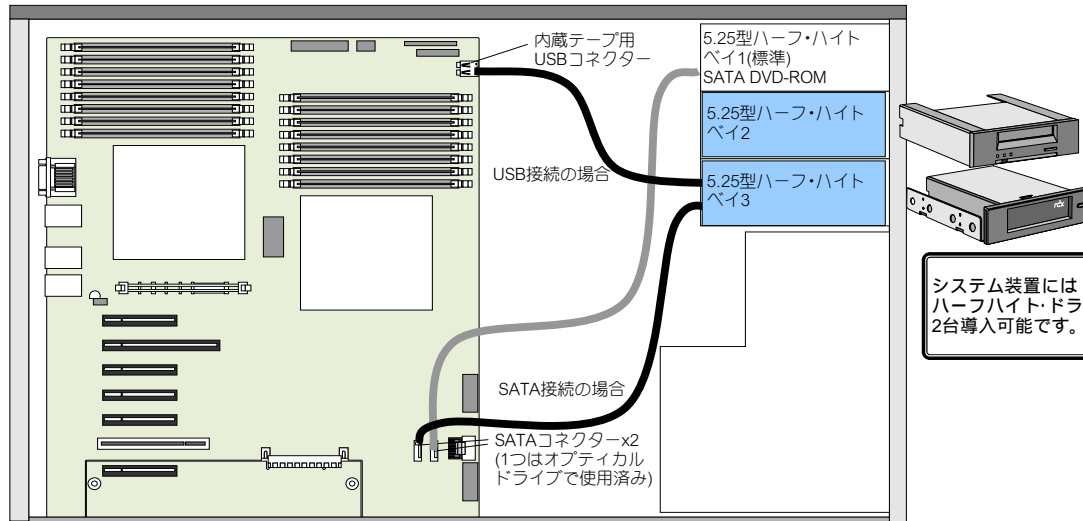 内蔵テープ用
USBコネクター
5.25型ハーフ・ハイト
ベイ1(標準)
SATA DVD-ROM
5.25型ハーフ・ハイト
ベイ2
USB接続の場合
5.25型ハーフ・ハイト
ベイ3
rdx
システム装置には
ハーフハイト・ドラ
2台導入可能です。
SATA接続の場合
SATAコネクターx2
(1つはオプティカル
ドライブで使用済み)